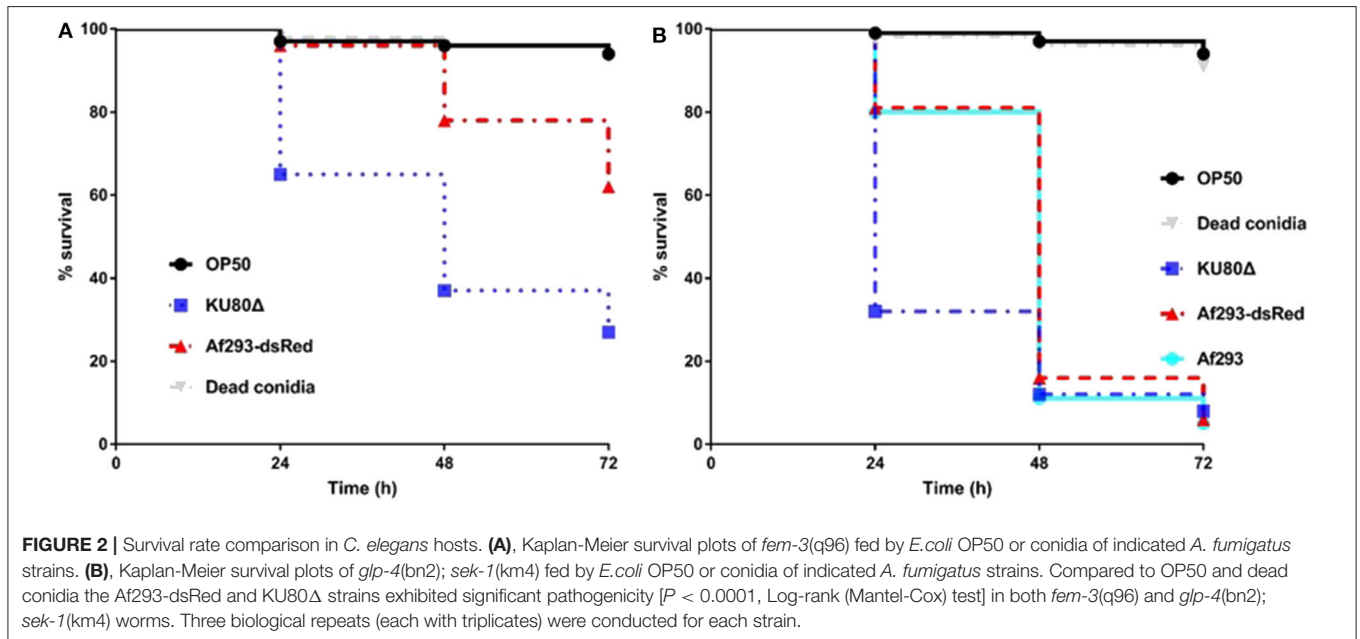 A
100
80
60
40
20
0
% survival
0
24
48
72
Time (h)
OP50
KU80Δ
Af293-dsRed
Dead conidia
B
100
80
60
40
20
0
% survival
0
24
48
72
Time (h)
OP50
Dead conidia
KU80Δ
Af293-dsRed
Af293
FIGURE 2 | Survival rate comparison in C. elegans hosts. (A), Kaplan-Meier survival plots of fem-3(q96) fed by E.coli OP50 or conidia of indicated A. fumigatus
strains. (B), Kaplan-Meier survival plots of glp-4(bn2); sek-1(km4) fed by E.coli OP50 or conidia of indicated A. fumigatus strains. Compared to OP50 and dead
conidia the Af293-dsRed and KU80Δ strains exhibited significant pathogenicity [P < 0.0001, Log-rank (Mantel-Cox) test] in both fem-3(q96) and glp-4(bn2);
sek-1(km4) worms. Three biological repeats (each with triplicates) were conducted for each strain.